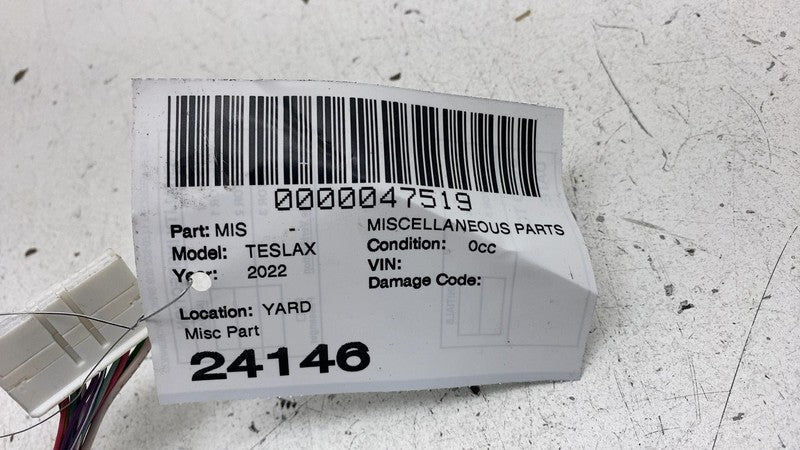 0000047519
Part: MIS - MISCELLANEOUS PARTS
Model: TESLAX Condition: 0cc
Year: 2022 VIN:
Damage Code:
Location: YARD
Misc Part
24146